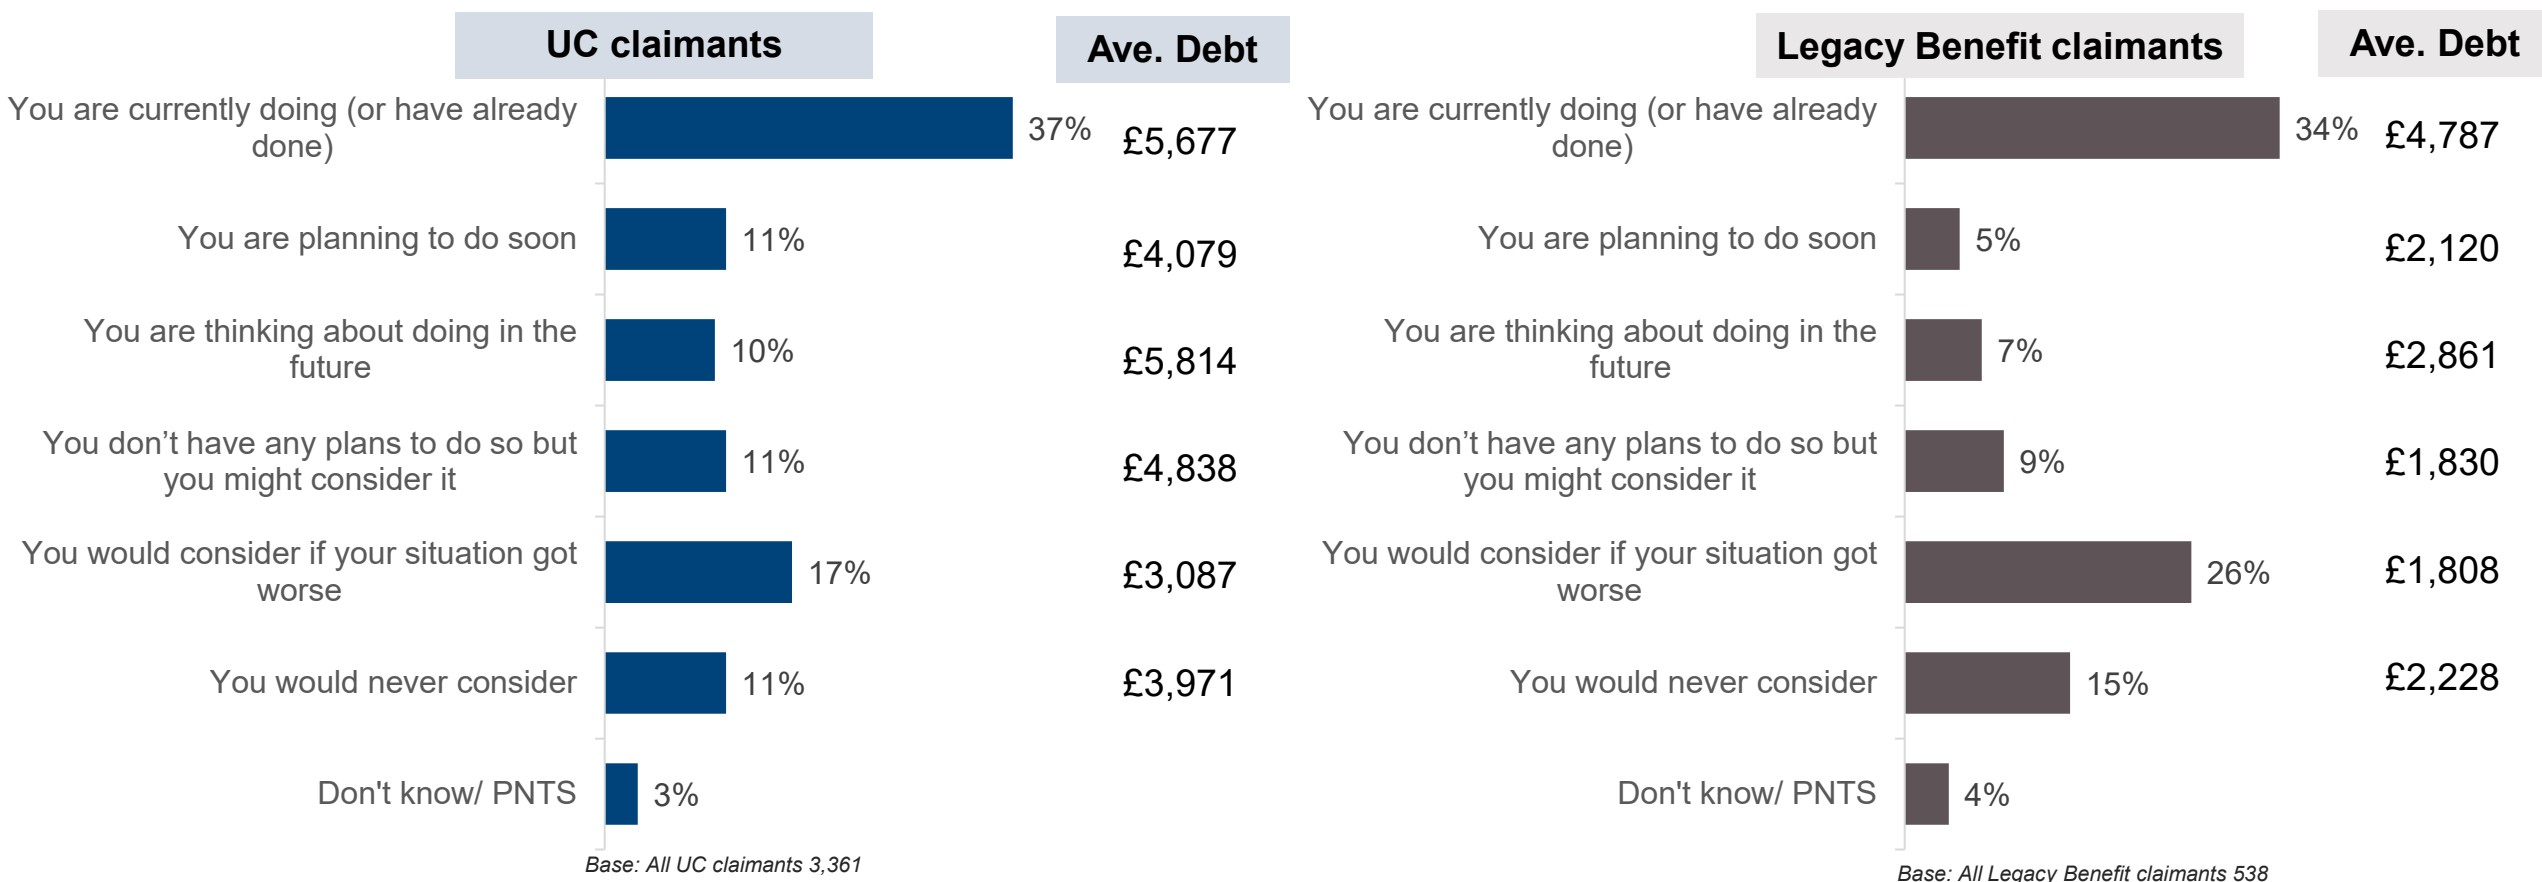 UC claimants
Ave. Debt
You are currently doing (or have already
done)
37%
£5,677
You are planning to do soon
11%
£4,079
You are thinking about doing in the
future
10%
£5,814
You don’t have any plans to do so but
you might consider it
11%
£4,838
You would consider if your situation got
worse
17%
£3,087
You would never consider
11%
£3,971
Don't know/ PNTS
3%
Base: All UC claimants 3,361
Legacy Benefit claimants
Ave. Debt
You are currently doing (or have already
done)
34%
£4,787
You are planning to do soon
5%
£2,120
You are thinking about doing in the
future
7%
£2,861
You don’t have any plans to do so but
you might consider it
9%
£1,830
You would consider if your situation got
worse
26%
£1,808
You would never consider
15%
£2,228
Don't know/ PNTS
4%
Base: All Legacy Benefit claimants 538